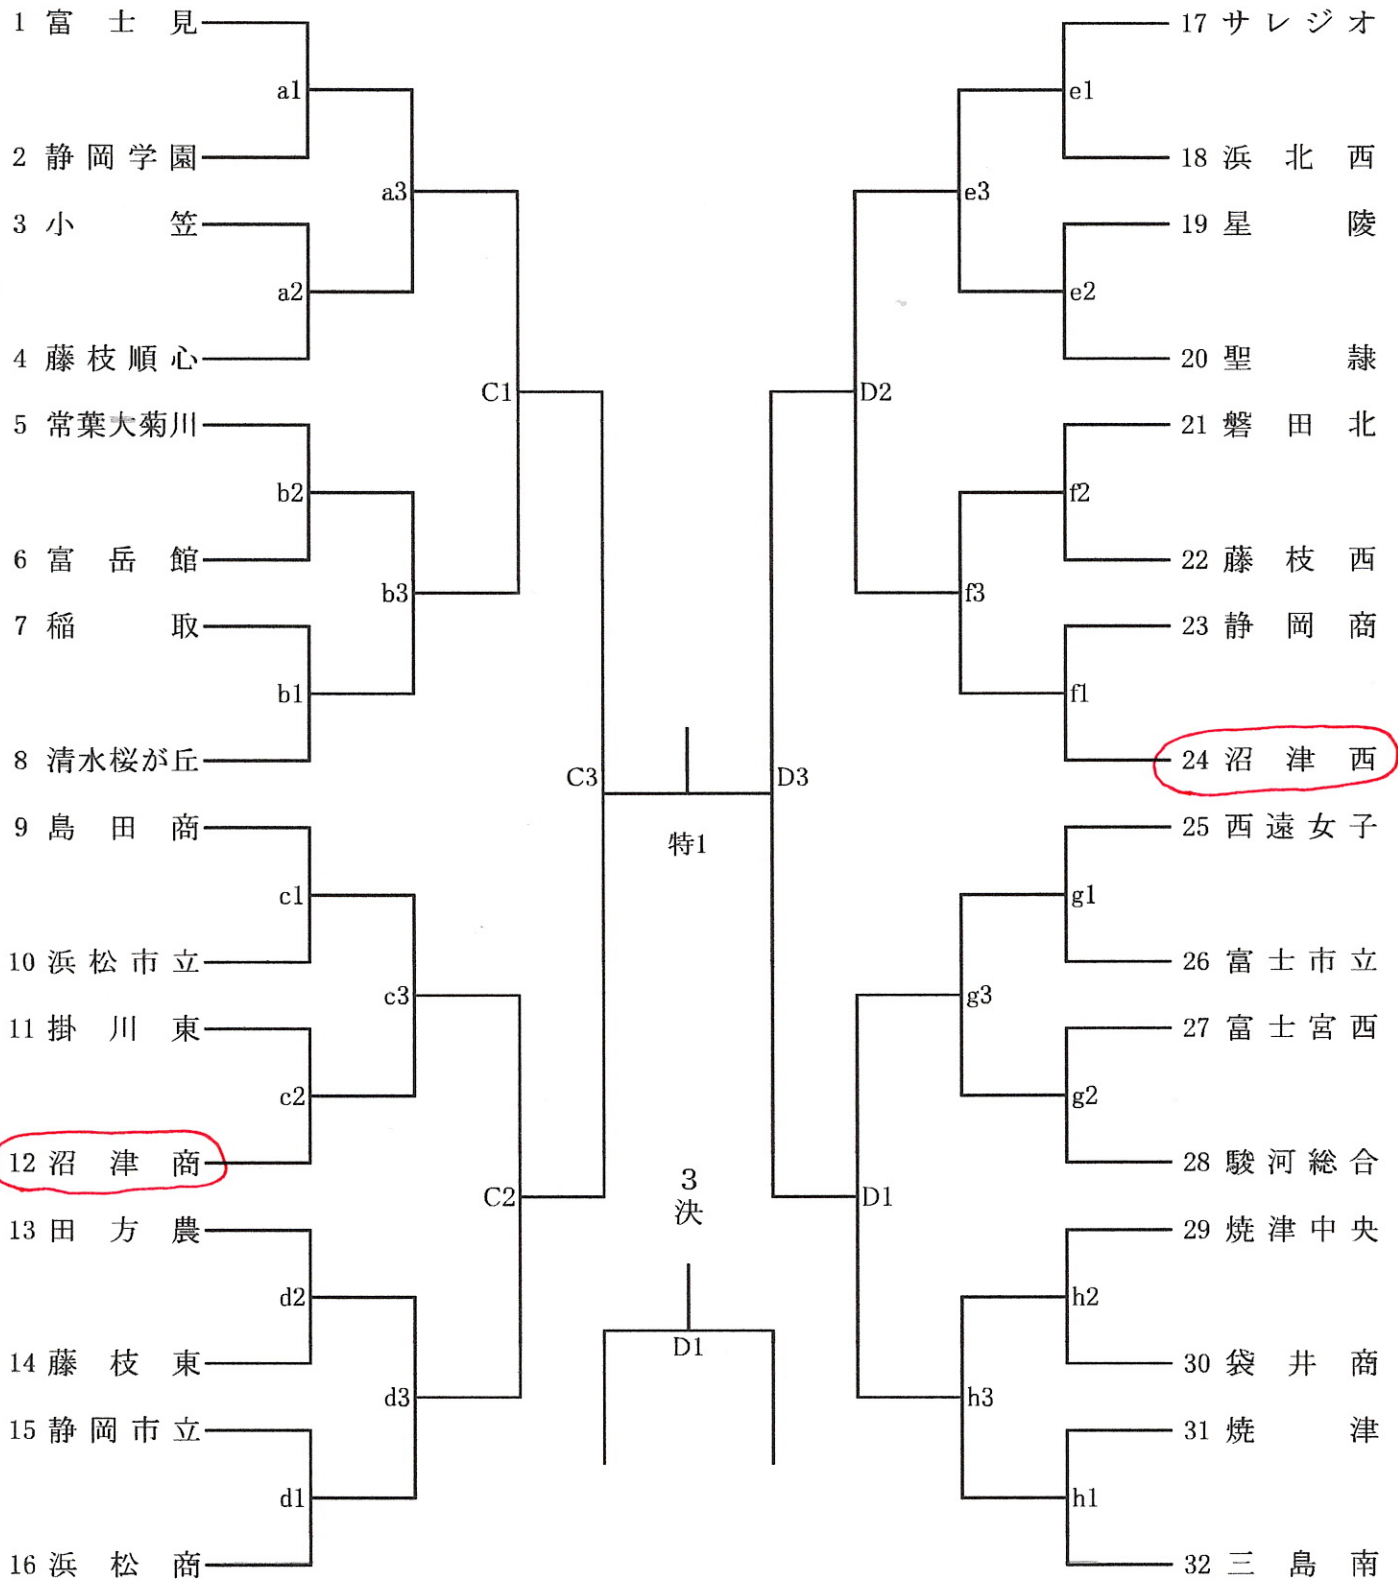 1 富士見
a1
2 静岡学園
a3
3 小笠
a2
4 藤枝順心
C1
5 常葉大菊川
b2
6 富岳館
b3
7 稲取
b1
8 清水桜が丘
C3
9 島田商
c1
10 浜松市立
c3
11 掛川東
c2
12 沼津商
C2
13 田方農
d2
14 藤枝東
d3
15 静岡市立
d1
16 浜松商
特1
3
決
D1
17 サレジオ
e1
18 浜北西
e3
19 星陵
e2
20 聖隷
D2
21 磐田北
f2
22 藤枝西
f3
23 静岡商
f1
24 沼津西
D3
25 西遠女子
g1
26 富士市立
g3
27 富士宮西
g2
28 駿河総合
D1
29 焼津中央
h2
30 袋井商
h3
31 焼津
h1
32 三島南